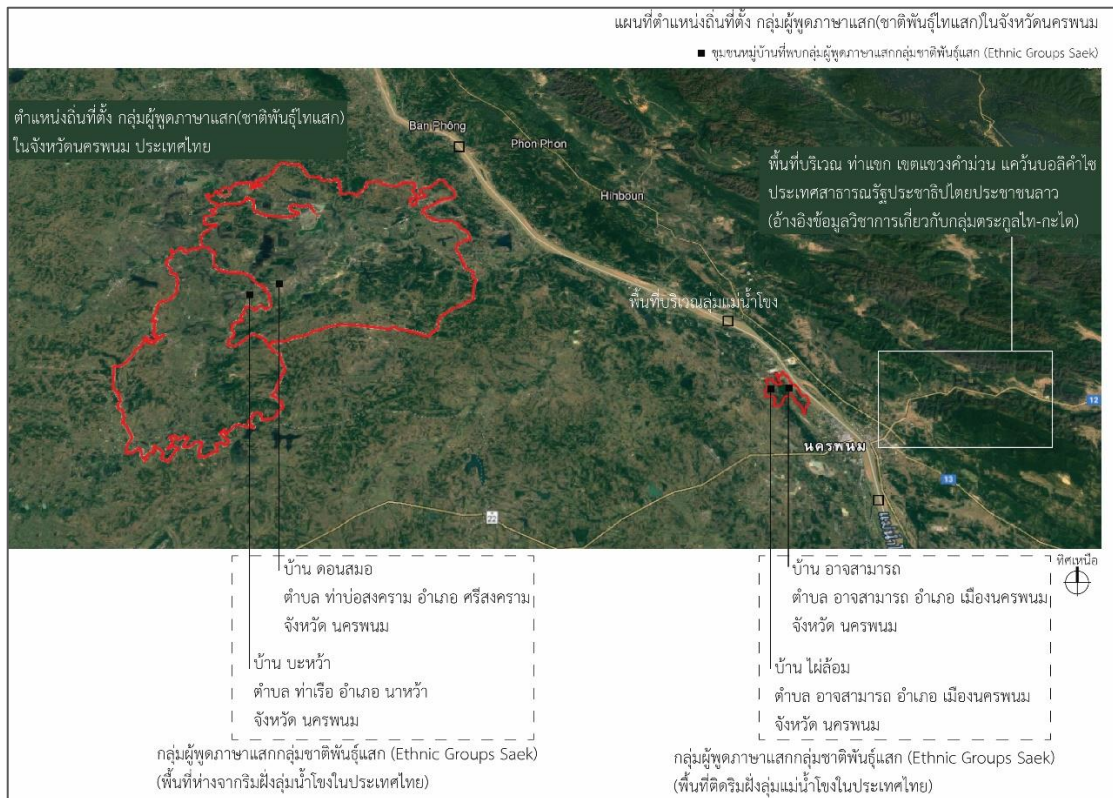 แผนที่ตำแหน่งถิ่นที่ตั้ง กลุ่มผู้พูดภาษาแสก(ชาติพันธุ์ไทแสก)ในจังหวัดนครพนม
ชุมชนหมู่บ้านที่พบกลุ่มผู้พูดภาษาแสกกลุ่มชาติพันธุ์แสก (Ethnic Groups Saek)
ตำแหน่งถิ่นที่ตั้ง กลุ่มผู้พูดภาษาแสก(ชาติพันธุ์ไทแสก)
ในจังหวัดนครพนม ประเทศไทย
Ban Phông
Phon Phon
Hinboun
พื้นที่บริเวณ ท่าแขก เขตแขวงคำม่วน แคว้นบอลิคำไซ
ประเทศสาธารณรัฐประชาธิปไตยประชาชนลาว
(อ้างอิงข้อมูลวิชาการเกี่ยวกับกลุ่มตระกูลไท-กะได)
พื้นที่บริเวณลุ่มแม่น้ำโขง
12
นครพนม
13
22
ทิศเหนือ
บ้าน ดอนสมอ
ตำบล ท่าบ่อสงคราม อำเภอ ศรีสงคราม
จังหวัด นครพนม
บ้าน บะหว้า
ตำบล ท่าเรือ อำเภอ นาหว้า
จังหวัด นครพนม
กลุ่มผู้พูดภาษาแสกกลุ่มชาติพันธุ์แสก (Ethnic Groups Saek)
(พื้นที่ห่างจากริมฝั่งลุ่มน้ำโขงในประเทศไทย)
บ้าน อาจสามารถ
ตำบล อาจสามารถ อำเภอ เมืองนครพนม
จังหวัด นครพนม
บ้าน ไผ่ล้อม
ตำบล อาจสามารถ อำเภอ เมืองนครพนม
จังหวัด นครพนม
กลุ่มผู้พูดภาษาแสกกลุ่มชาติพันธุ์แสก (Ethnic Groups Saek)
(พื้นที่ติดริมฝั่งลุ่มแม่น้ำโขงในประเทศไทย)